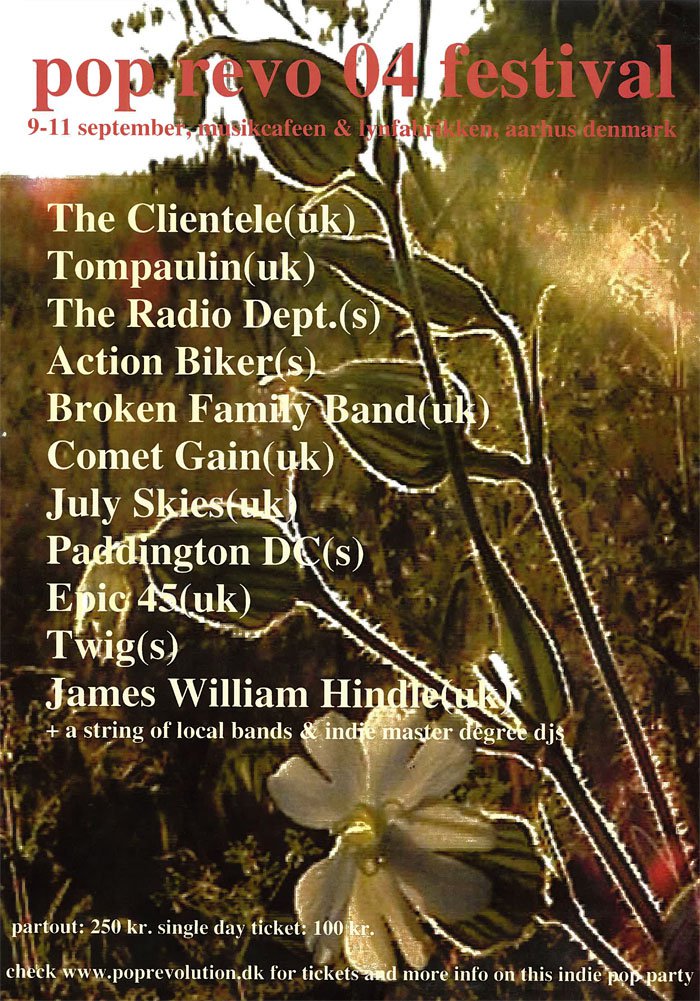 pop revo 04 festival
9-11 september, musikcafeen & lynfabrikken, aarhus denmark
The Clientele(uk)
Tompaulin(uk)
The Radio Dept.(s)
Action Biker(s)
Broken Family Band(uk)
Comet Gain(uk)
July Skies(uk)
Paddington DC(s)
Epic 45(uk)
Twig(s)
James William Hindle(uk)
+ a string of local bands & indie master degree djs
partout: 250 kr. single day ticket: 100 kr.
check www.poprevolution.dk for tickets and more info on this indie pop party